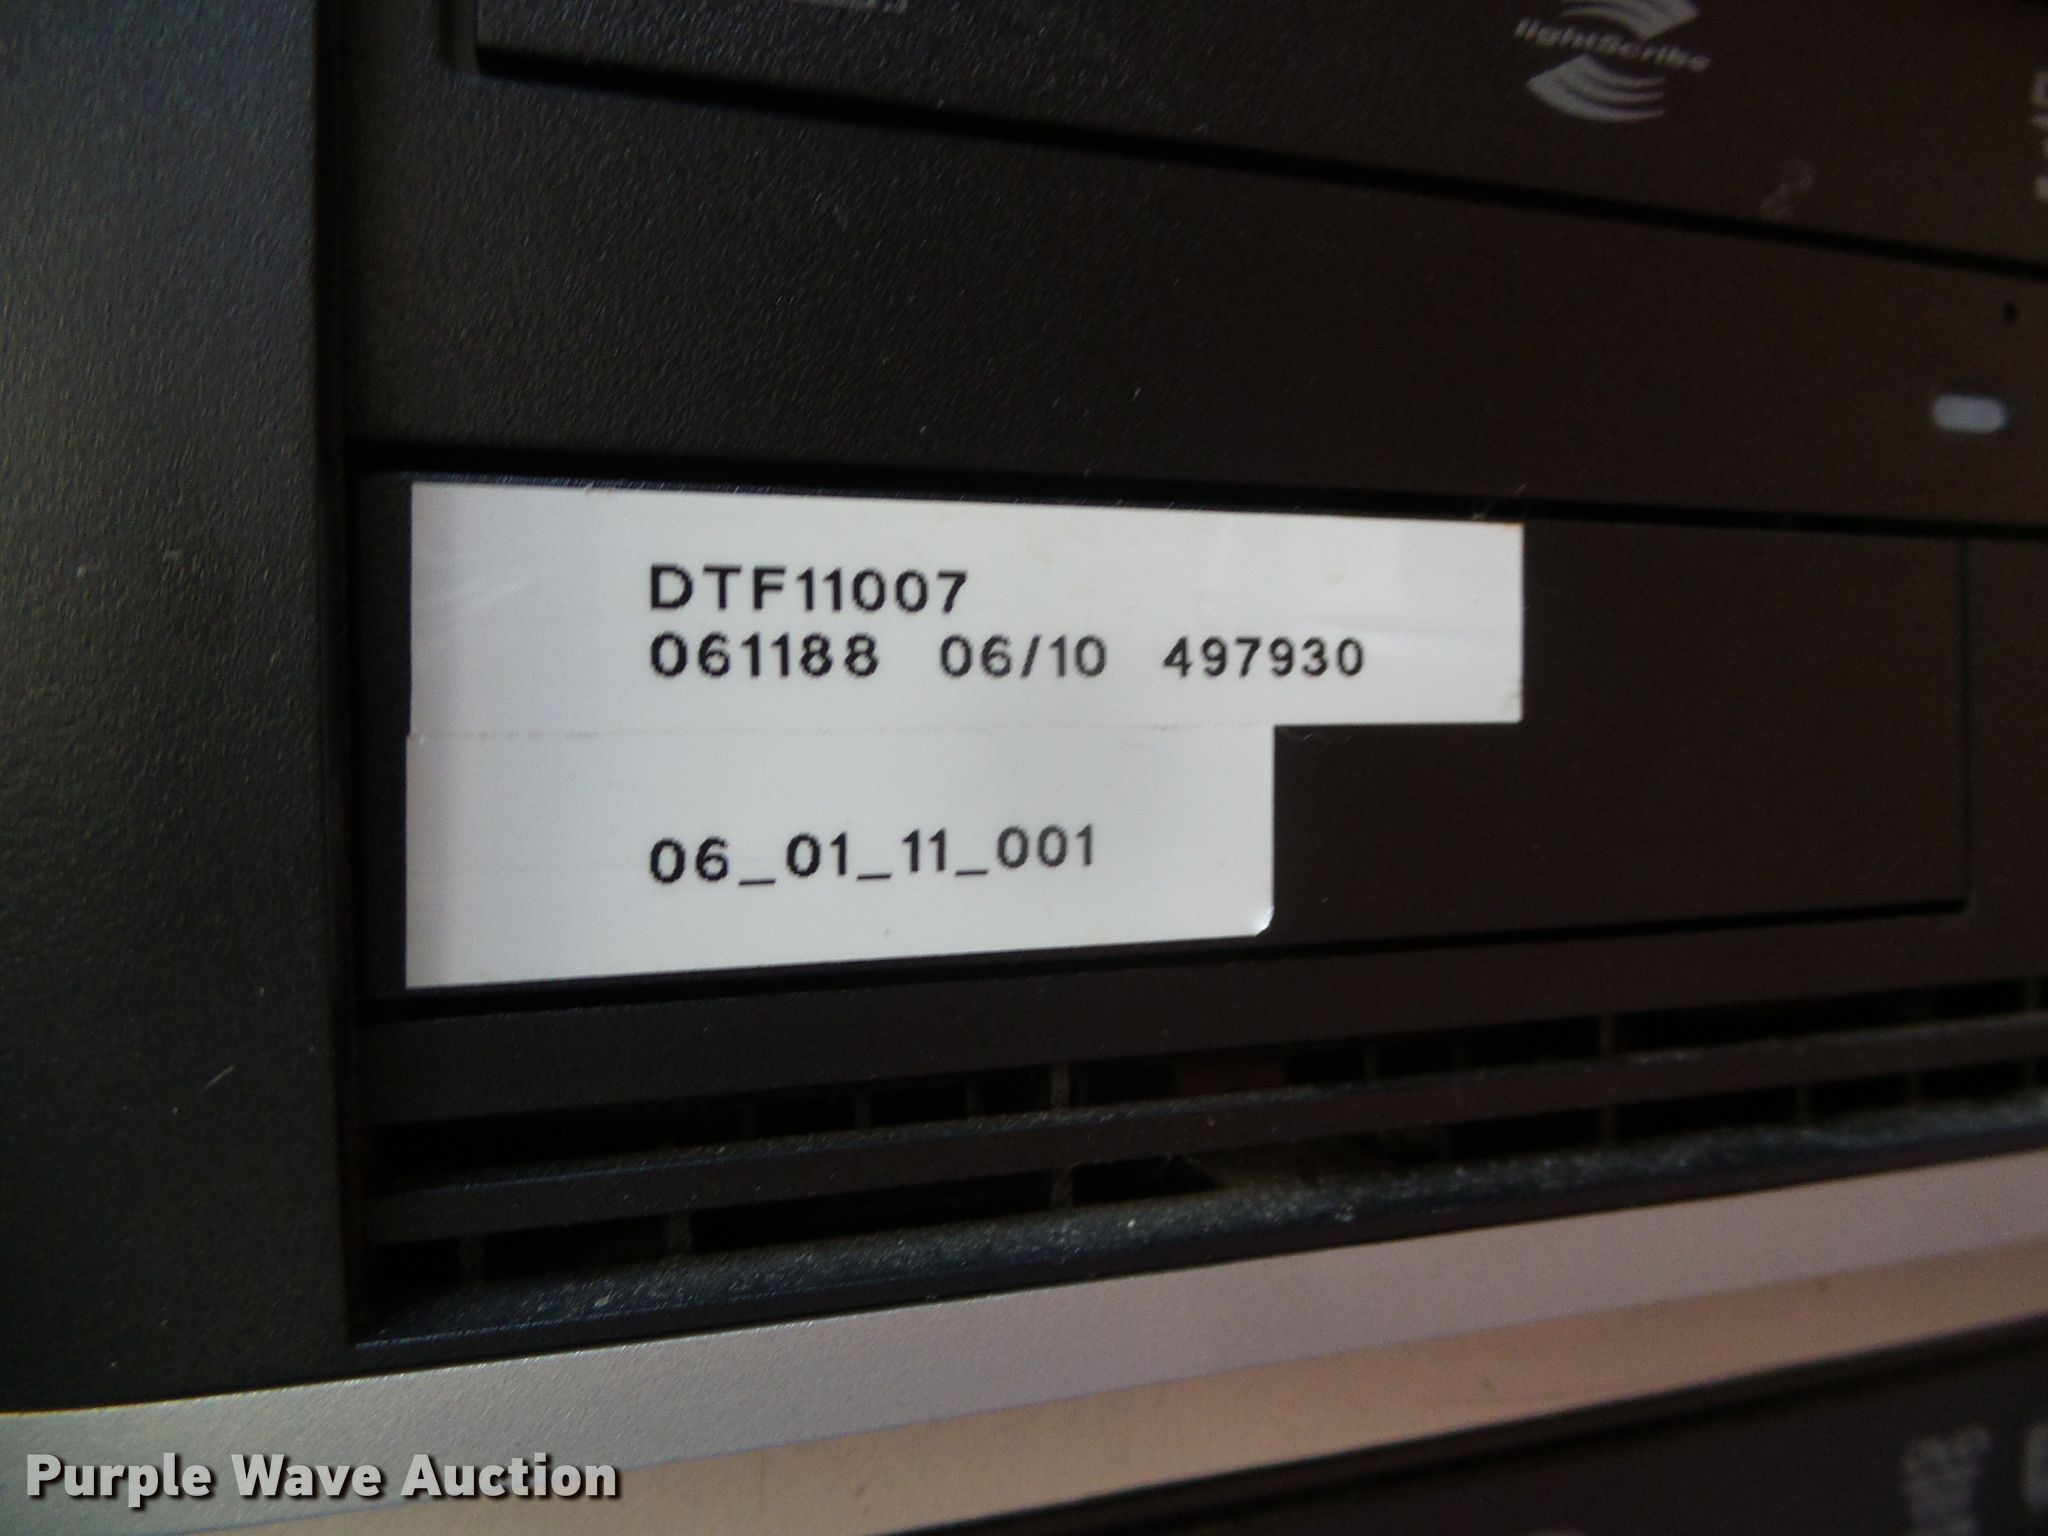 lightScribe
DTF11007
061188 06/10 497930
06_01_11_001
Purple Wave Auction